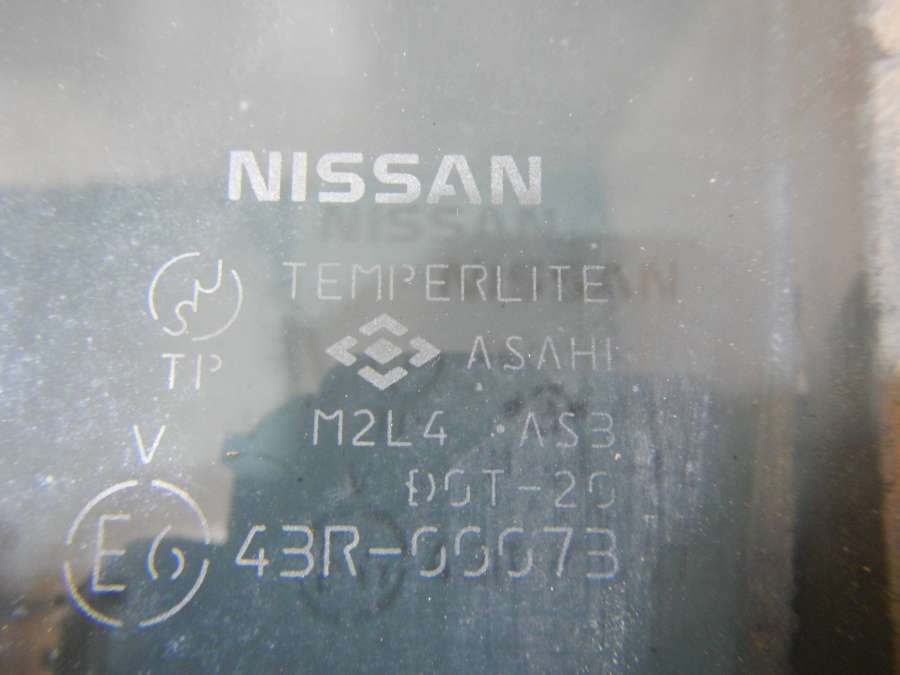 NISSAN
TEMPERLITE
TP
ASAHI
V
M2L4 AS3
DOT-20
E6 43R-00073